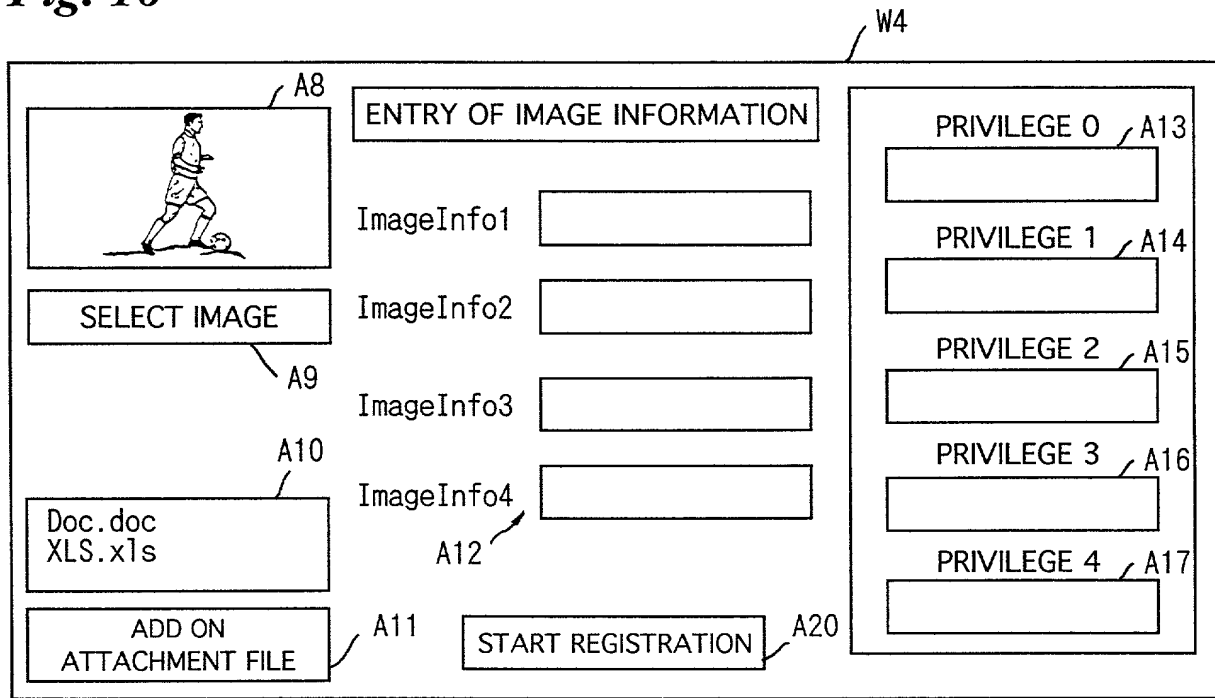 Fig. 10
W4
A8
ENTRY OF IMAGE INFORMATION
PRIVILEGE 0
A13
ImageInfo1
PRIVILEGE 1
A14
SELECT IMAGE
A9
ImageInfo2
PRIVILEGE 2
A15
ImageInfo3
A10
PRIVILEGE 3
A16
Doc.doc
XLS.xls
ImageInfo4
A12
PRIVILEGE 4
A17
ADD ON
ATTACHMENT FILE
A11
START REGISTRATION
A20